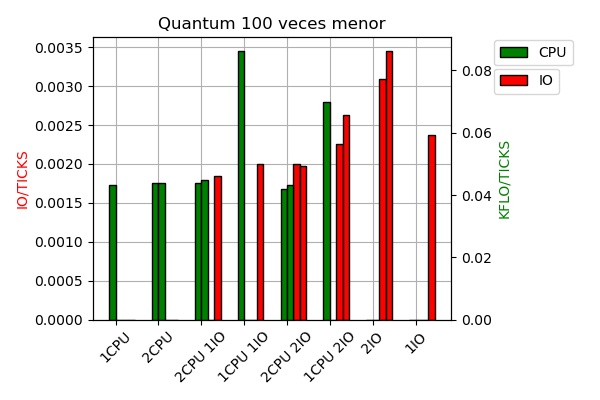 Quantum 100 veces menor
CPU
IO
IO/TICKS
0.0035
0.0030
0.0025
0.0020
0.0015
0.0010
0.0005
0.0000
0.08
0.06
0.04
0.02
0.00
KFLO/TICKS
1CPU
2CPU
2CPU 1IO
1CPU 1IO
2CPU 2IO
1CPU 2IO
2IO
1IO